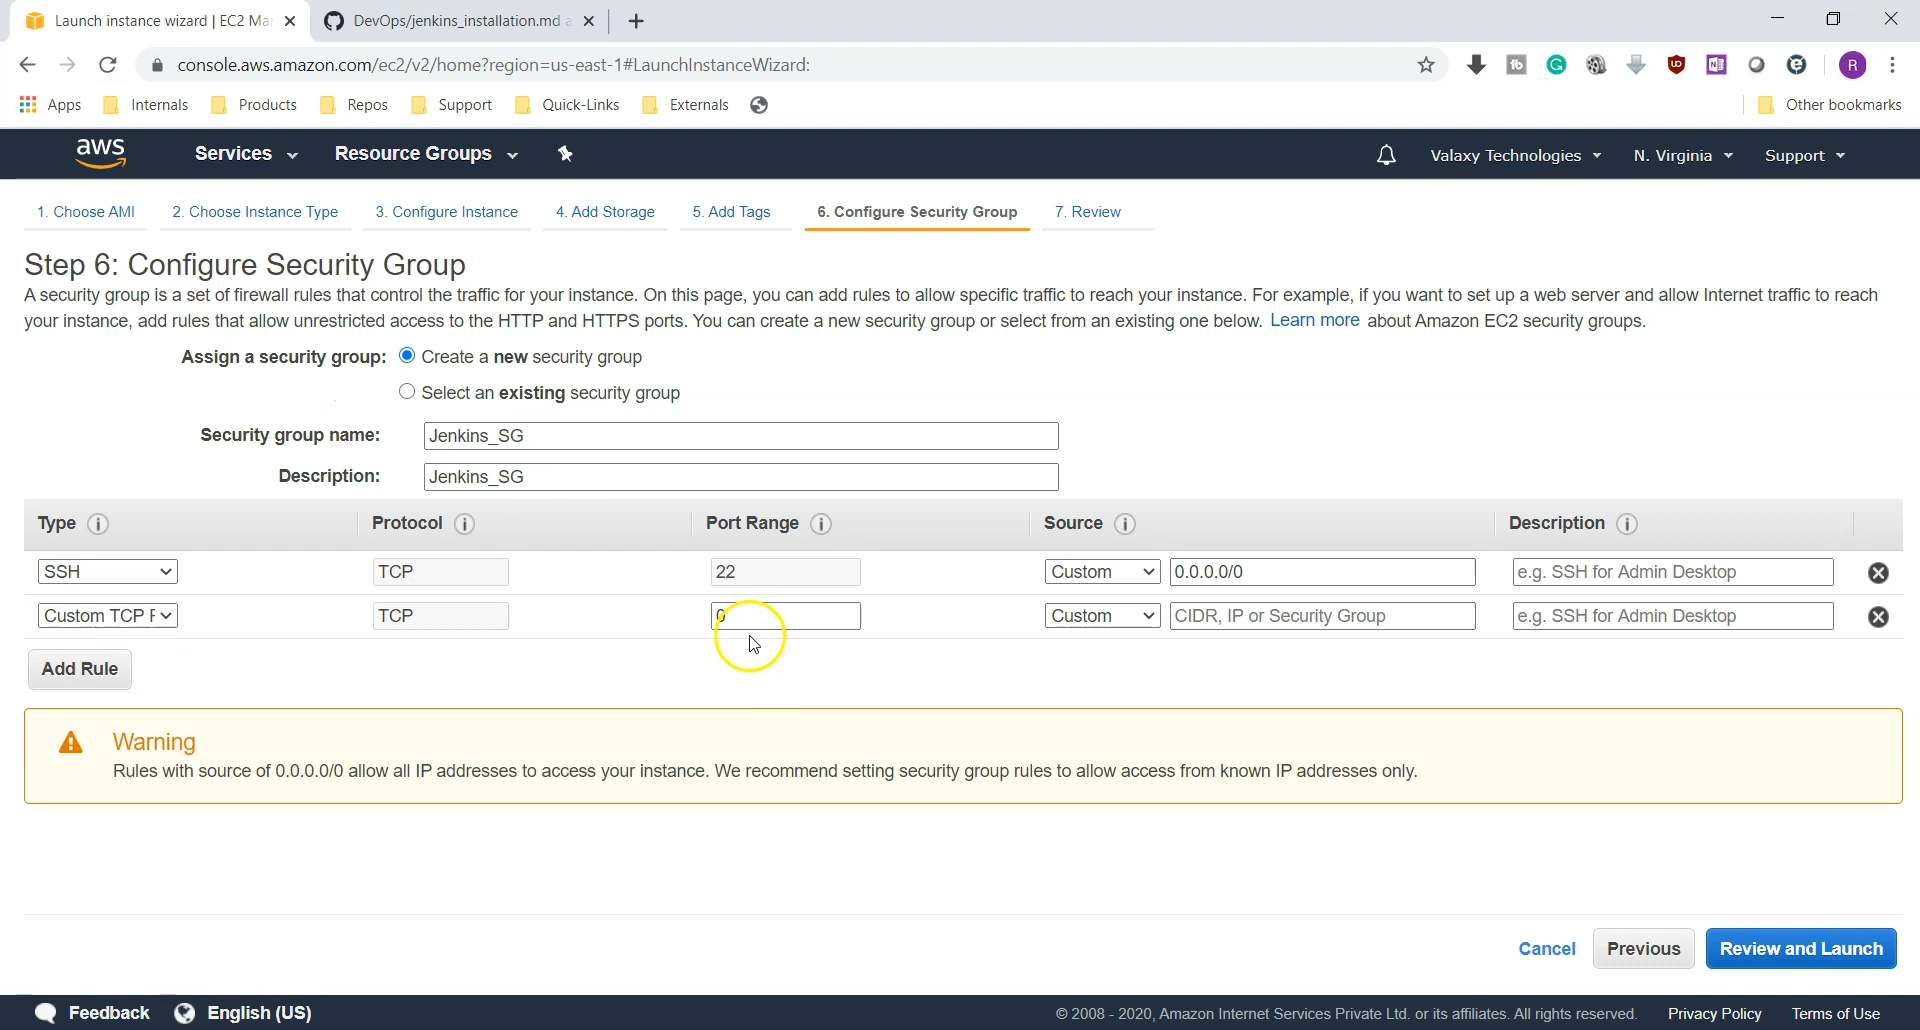 Launch instance wizard | EC2 Ma
DevOps/jenkins_installation.md a
console.aws.amazon.com/ec2/v2/home?region=us-east-1#LaunchInstanceWizard:
Apps Internals Products Repos Support Quick-Links Externals Other bookmarks
aws Services Resource Groups Valaxy Technologies N. Virginia Support
1. Choose AMI 2. Choose Instance Type 3. Configure Instance 4. Add Storage 5. Add Tags 6. Configure Security Group 7. Review
Step 6: Configure Security Group
A security group is a set of firewall rules that control the traffic for your instance. On this page, you can add rules to allow specific traffic to reach your instance. For example, if you want to set up a web server and allow Internet traffic to reach
your instance, add rules that allow unrestricted access to the HTTP and HTTPS ports. You can create a new security group or select from an existing one below. Learn more about Amazon EC2 security groups.
Assign a security group: Create a new security group
Select an existing security group
Security group name: Jenkins_SG
Description: Jenkins_SG
Type Protocol Port Range Source Description
SSH TCP 22 Custom 0.0.0.0/0 e.g. SSH for Admin Desktop
Custom TCP TCP 0 Custom CIDR, IP or Security Group e.g. SSH for Admin Desktop
Add Rule
Warning
Rules with source of 0.0.0.0/0 allow all IP addresses to access your instance. We recommend setting security group rules to allow access from known IP addresses only.
Cancel Previous Review and Launch
Feedback English (US) © 2008 - 2020, Amazon Internet Services Private Ltd. or its affiliates. All rights reserved. Privacy Policy Terms of Use